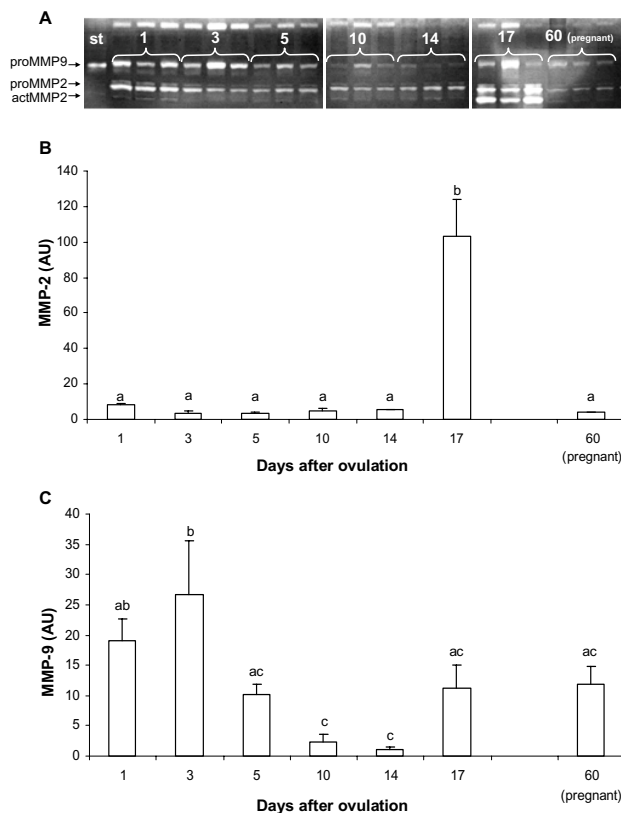 A
st 1 3 5 10 14 17 60 (pregnant)
proMMP9
proMMP2
actMMP2
B
MMP-2 (AU)
140
120
100
80
60
40
20
0
a a a a a b a
1 3 5 10 14 17 60
(pregnant)
Days after ovulation
C
MMP-9 (AU)
40
35
30
25
20
15
10
5
0
ab b ac c c ac ac
1 3 5 10 14 17 60
(pregnant)
Days after ovulation